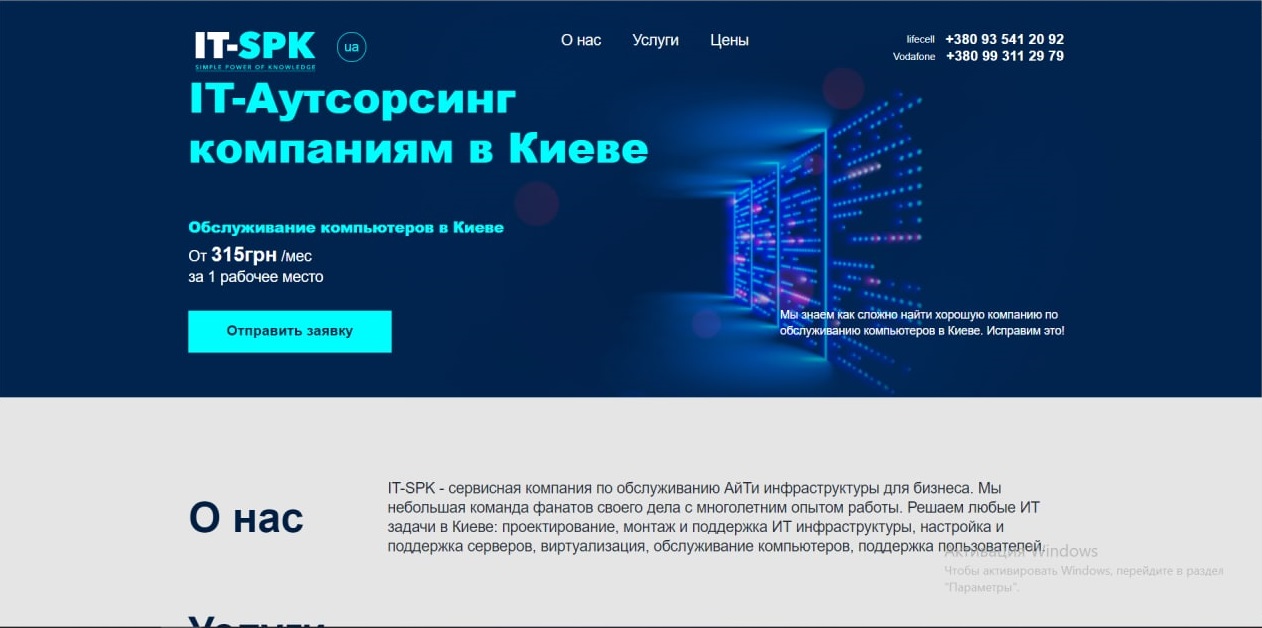 IT-SPK
SIMPLE POWER OF KNOWLEDGE
ua
О нас
Услуги
Цены
lifecell +380 93 541 20 92
Vodafone +380 99 311 29 79
IT-Аутсорсинг
компаниям в Киеве
Обслуживание компьютеров в Киеве
От 315грн /мес
за 1 рабочее место
Отправить заявку
Мы знаем как сложно найти хорошую компанию по
обслуживанию компьютеров в Киеве. Исправим это!
О нас
IT-SPK - сервисная компания по обслуживанию АйТи инфраструктуры для бизнеса. Мы
небольшая команда фанатов своего дела с многолетним опытом работы. Решаем любые ИТ
задачи в Киеве: проектирование, монтаж и поддержка ИТ инфраструктуры, настройка и
поддержка серверов, виртуализация, обслуживание компьютеров, поддержка пользователей.
Активация Windows
Чтобы активировать Windows, перейдите в раздел
"Параметры".
Услуги